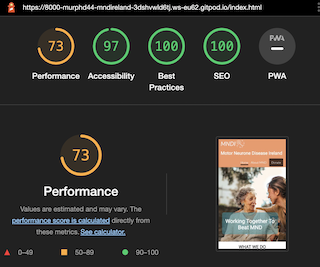 https://8000-murphd44-mndireland-3dshvwld6tj.ws-eu62.gitpod.io/index.html
73
97
100
100
PWA
Performance
Accessibility
Best
Practices
SEO
PWA
73
Performance
Values are estimated and may vary. The
performance score is calculated directly from
these metrics. See calculator.
0–49
50–89
90–100
MNDI
Motor Neurone Disease Ireland
Working Together To
Beat MND
WHAT WE DO